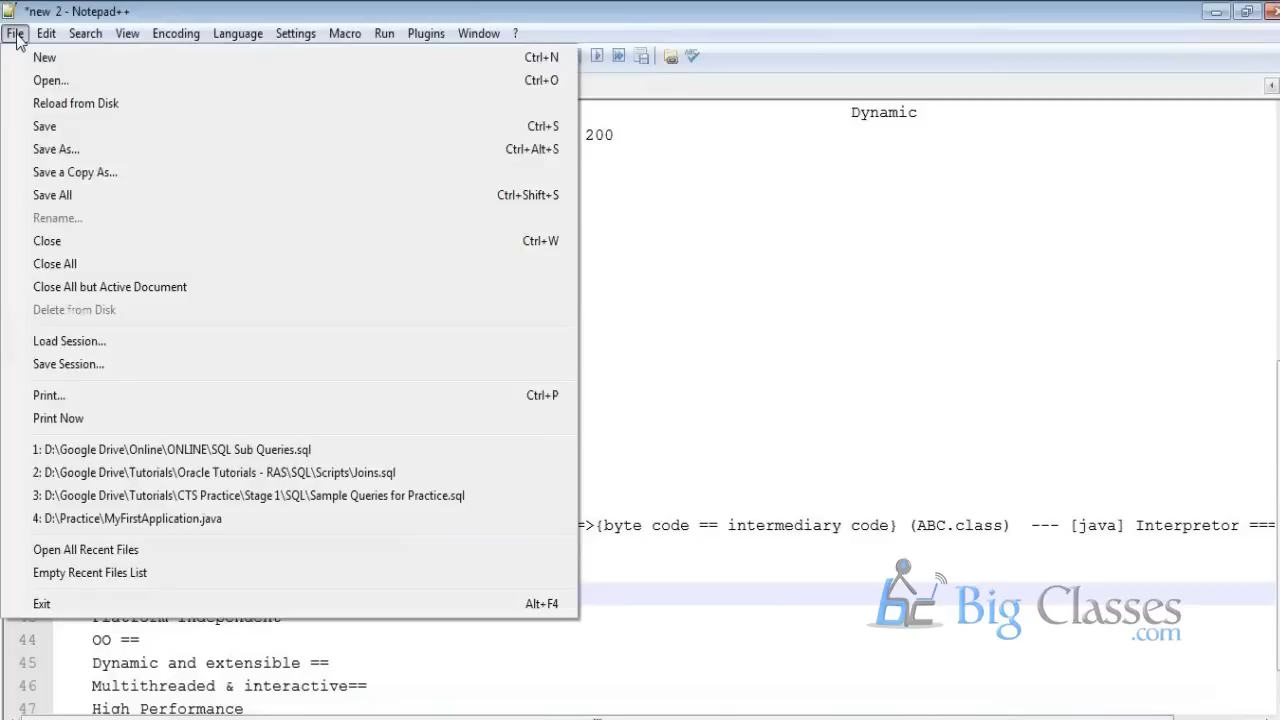 *new 2 - Notepad++
File Edit Search View Encoding Language Settings Macro Run Plugins Window ?
New Ctrl+N
Open... Ctrl+O
Reload from Disk
Save Ctrl+S
Save As... Ctrl+Alt+S
Save a Copy As...
Save All Ctrl+Shift+S
Rename...
Close Ctrl+W
Close All
Close All but Active Document
Delete from Disk
Load Session...
Save Session...
Print... Ctrl+P
Print Now
1: D:\Google Drive\Online\ONLINE\SQL Sub Queries.sql
2: D:\Google Drive\Tutorials\Oracle Tutorials - RAS\SQL\Scripts\Joins.sql
3: D:\Google Drive\Tutorials\CTS Practice\Stage 1\SQL\Sample Queries for Practice.sql
4: D:\Practice\MyFirstApplication.java
Open All Recent Files
Empty Recent Files List
Exit Alt+F4
Dynamic
200
=>{byte code == intermediary code} (ABC.class) --- [java] Interpretor ===
bc Big Classes
.com
43 Platform Independent
44 OO ==
45 Dynamic and extensible ==
46 Multithreaded & interactive==
47 High Performance